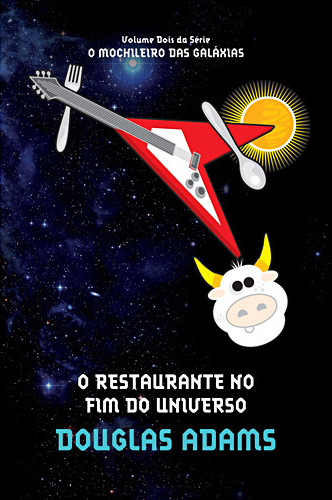 Volume Dois da Série
O MOCHILEIRO DAS GALÁXIAS
O RESTAURANTE NO
FIM DO UNIVERSO
DOUGLAS ADAMS